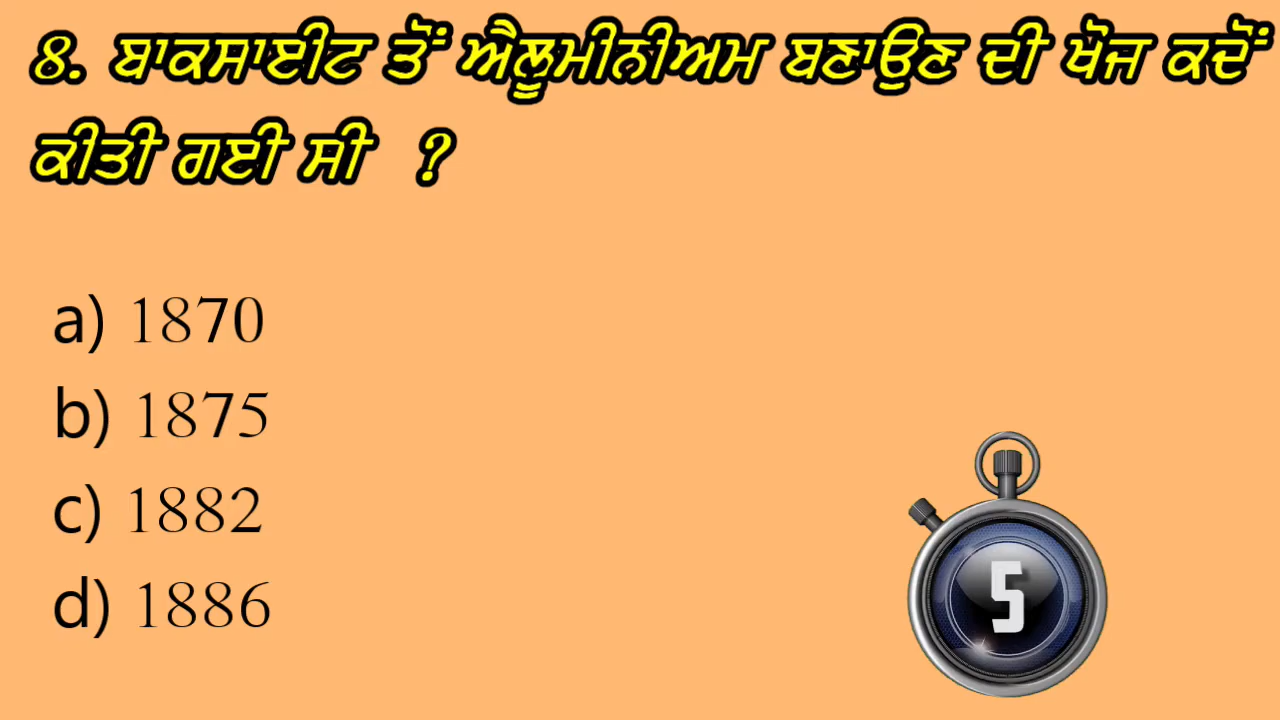 8. ਬਾਕਸਾਈਟ ਤੋਂ ਐਲੂਮੀਨੀਅਮ ਬਣਾਉਣ ਦੀ ਖੋਜ ਕਦੋਂ
ਕੀਤੀ ਗਈ ਸੀ ?
a) 1870
b) 1875
c) 1882
d) 1886
5